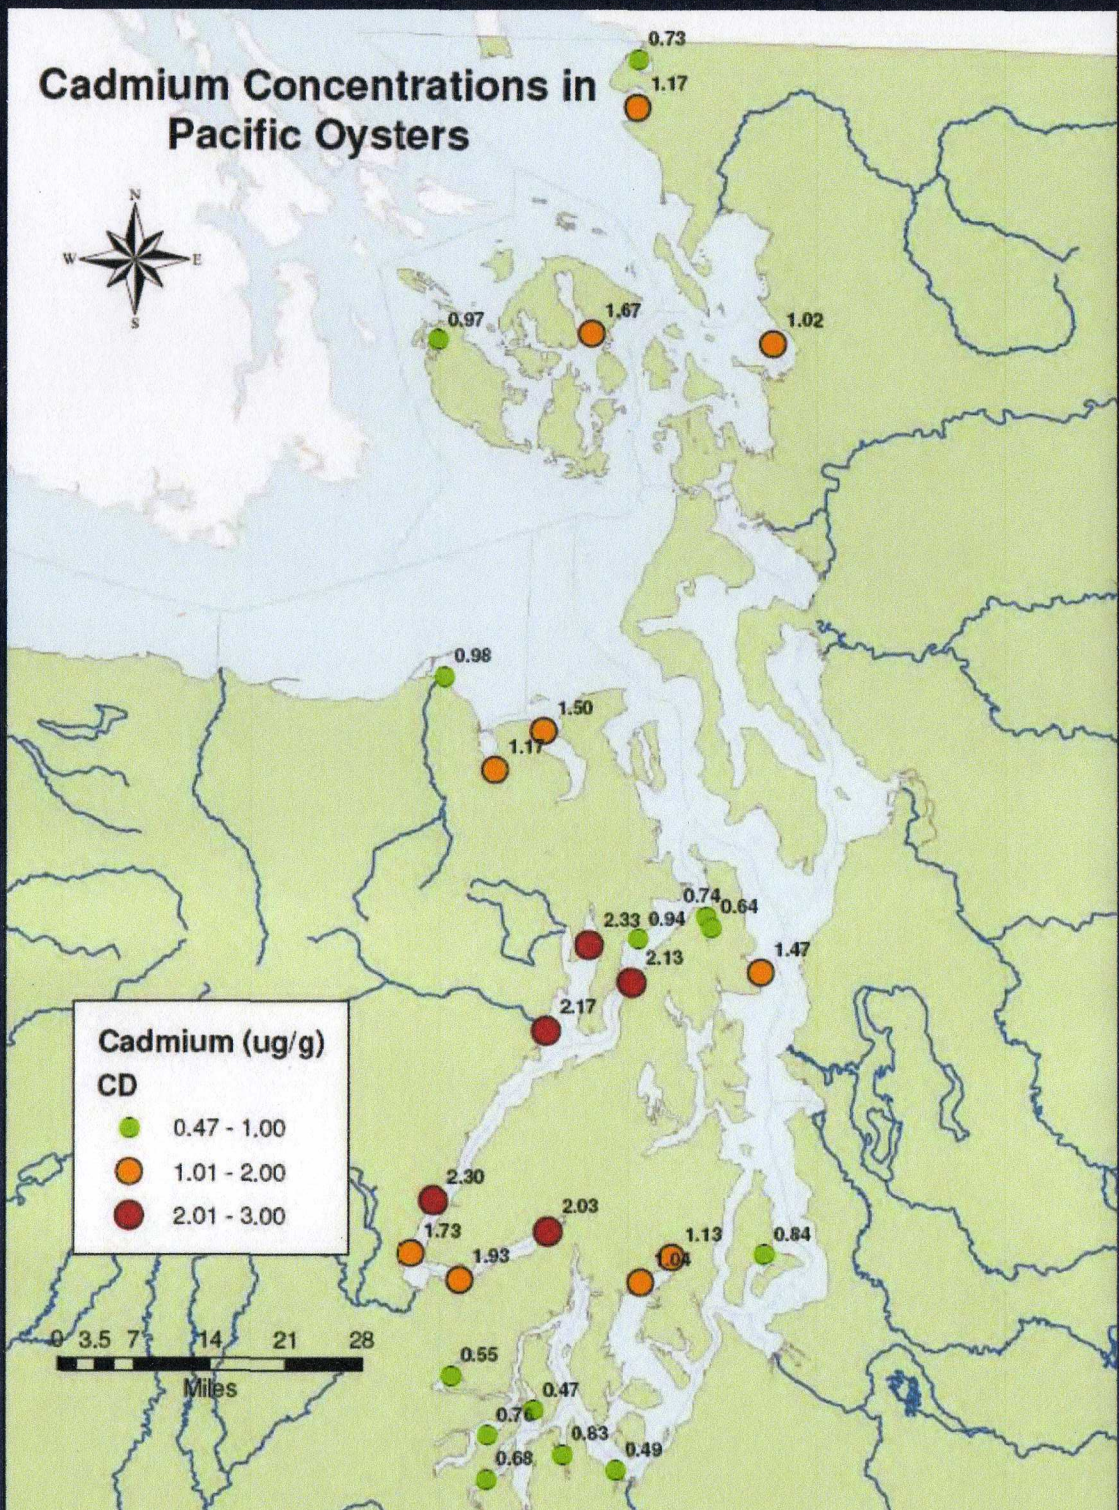 0.73
Cadmium Concentrations in
Pacific Oysters
1.17
N
W E
S
0.97
1.67
1.02
0.98
1.50
1.17
0.74
0.64
2.33
0.94
2.13
1.47
2.17
Cadmium (ug/g)
CD
0.47 - 1.00
1.01 - 2.00
2.01 - 3.00
2.30
2.03
1.73
1.93
1.13
1.04
0.84
0 3.5 7 14 21 28
Miles
0.55
0.47
0.76
0.83
0.68
0.49